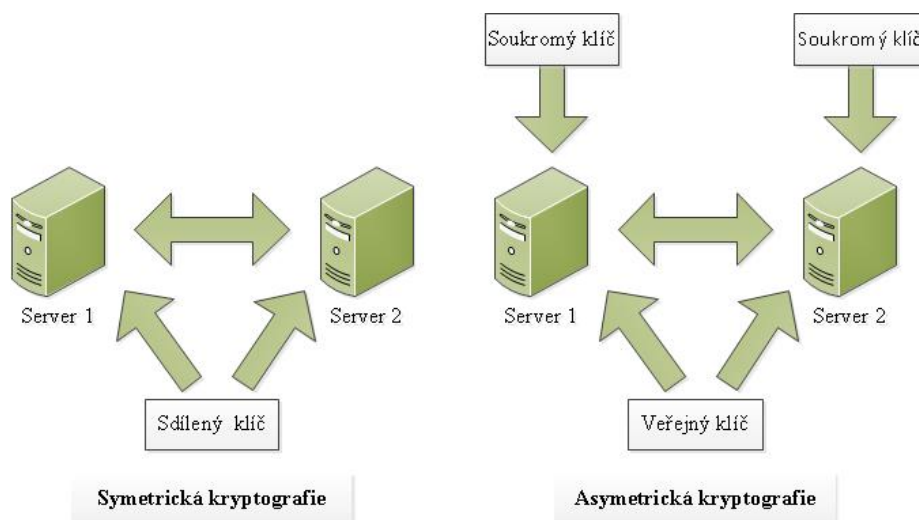 Soukromý klíč
Soukromý klíč
Server 1
Server 2
Server 1
Server 2
Sdílený klíč
Veřejný klíč
Symetrická kryptografie
Asymetrická kryptografie